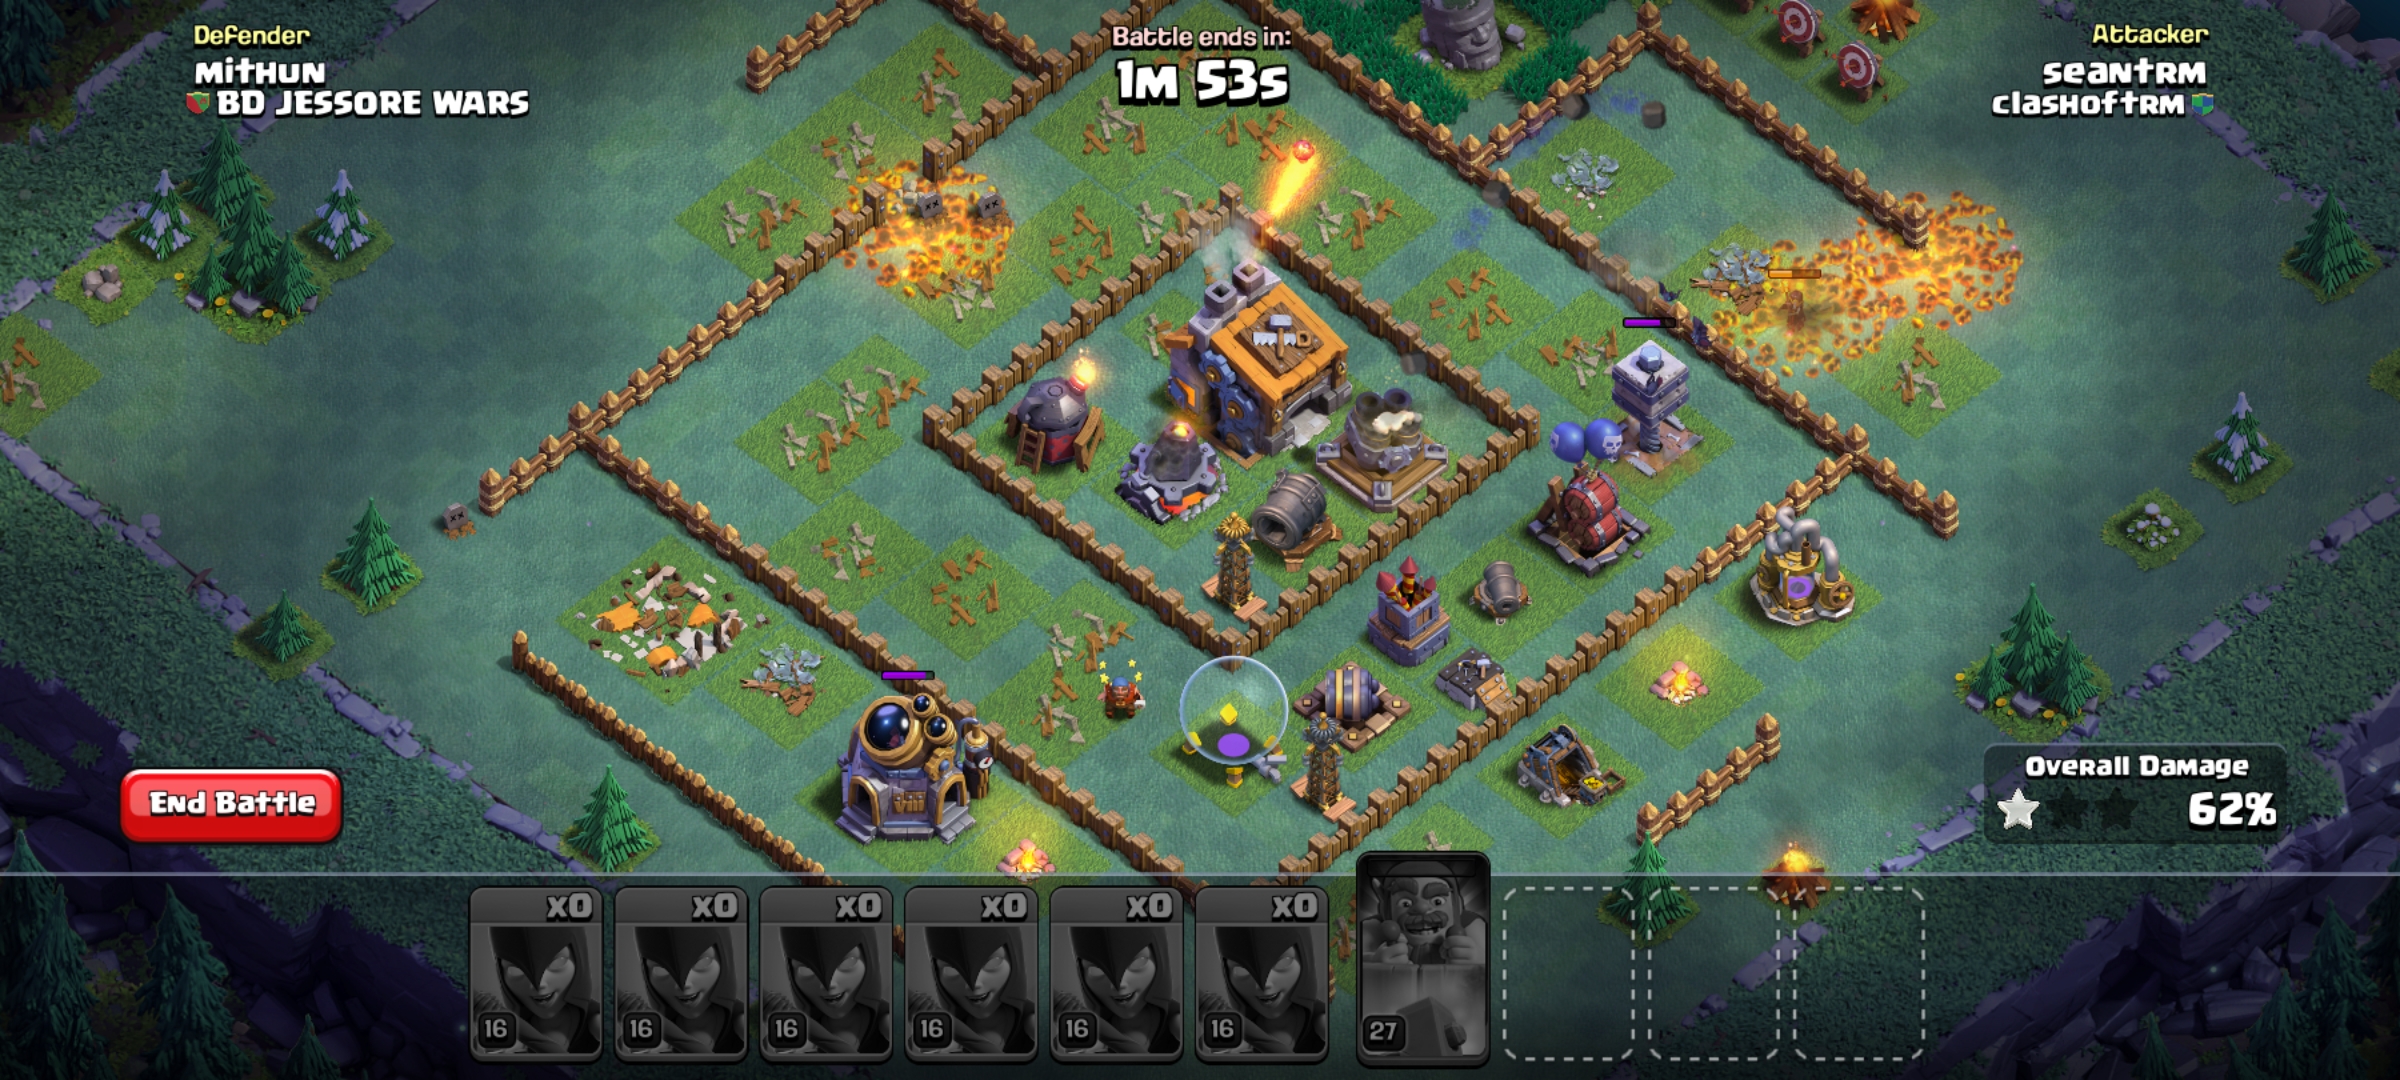 Defender
MitHUN
BD JESSORE WARS
Battle ends in:
1M 53s
Attacker
seantRM
clashoftRM
End Battle
Overall Damage
62%
x0
x0
x0
x0
x0
x0
16
16
16
16
16
16
27